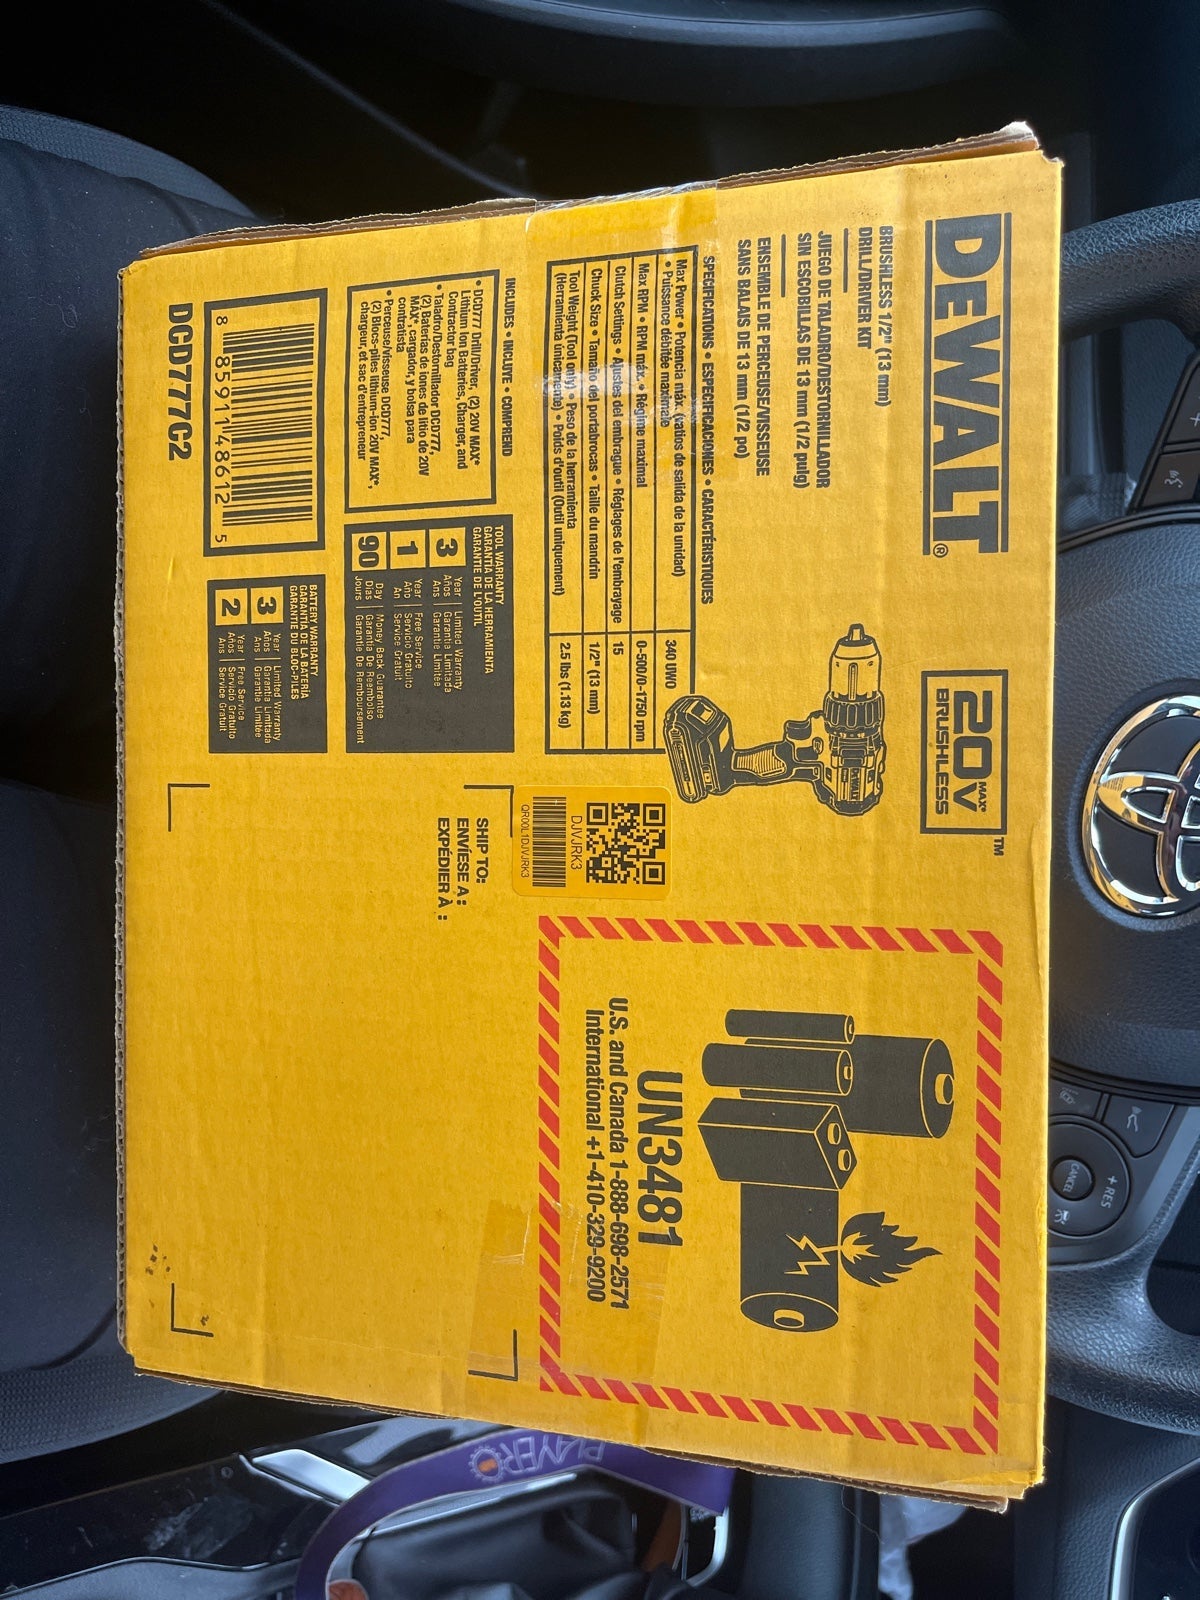 DEWALT®
20V MAX* ™
BRUSHLESS
BRUSHLESS 1/2" (13 mm)
DRILL/DRIVER KIT
JUEGO DE TALADRO/DESTORNILLADOR
SIN ESCOBILLAS DE 13 mm (1/2 pulg)
ENSEMBLE DE PERCEUSE/VISSEUSE
SANS BALAIS DE 13 mm (1/2 po)
SPECIFICATIONS • ESPECIFICACIONES • CARACTÉRISTIQUES
Max Power • Potencia máx. (vatios de salida de la unidad)
• Puissance débitée maximale
340 UWO
Max RPM • RPM máx. • Régime maximal
0-500/0-1750 rpm
Clutch Settings • Ajustes del embrague • Réglages de l'embrayage
15
Chuck Size • Tamaño del portabrocas • Taille du mandrin
1/2" (13 mm)
Tool Weight (Tool only) • Peso de la herramienta
(Herramienta únicamente) • Poids d'outil (Outil uniquement)
2.5 lbs (1.13 kg)
INCLUDES • INCLUYE • COMPREND
• DCD777 Drill/Driver, (2) 20V MAX*
Lithium Ion Batteries, Charger, and
Contractor bag
• Taladro/Destornillador DCD777,
(2) Baterías de iones de litio de 20V
MAX*, cargador, y bolsa para
contratista
• Perceuse/Visseuse DCD777,
(2) Blocs-piles lithium-ion 20V MAX*,
chargeur, et sac d'entrepreneur
TOOL WARRANTY
GARANTÍA DE LA HERRAMIENTA
GARANTIE DE L'OUTIL
3 Year Limited Warranty
Años Garantía Limitada
Ans Garantie Limitée
1 Year Free Service
Año Servicio Gratuito
An Service Gratuit
90 Day Money Back Guarantee
Días Garantía De Reembolso
Jours Garantie De Remboursement
8 85911 48612 5
DCD777C2
BATTERY WARRANTY
GARANTÍA DE LA BATERÍA
GARANTIE DU BLOC-PILES
3 Year Limited Warranty
Años Garantía Limitada
Ans Garantie Limitée
2 Year Free Service
Años Servicio Gratuito
Ans Service Gratuit
DJVJRK3
QR00L1DJVJRK3
SHIP TO:
ENVÍESE A :
EXPÉDIER À :
UN3481
U.S. and Canada 1-888-698-2571
International +1-410-329-9200
+ RES
CANCEL
PLAYER